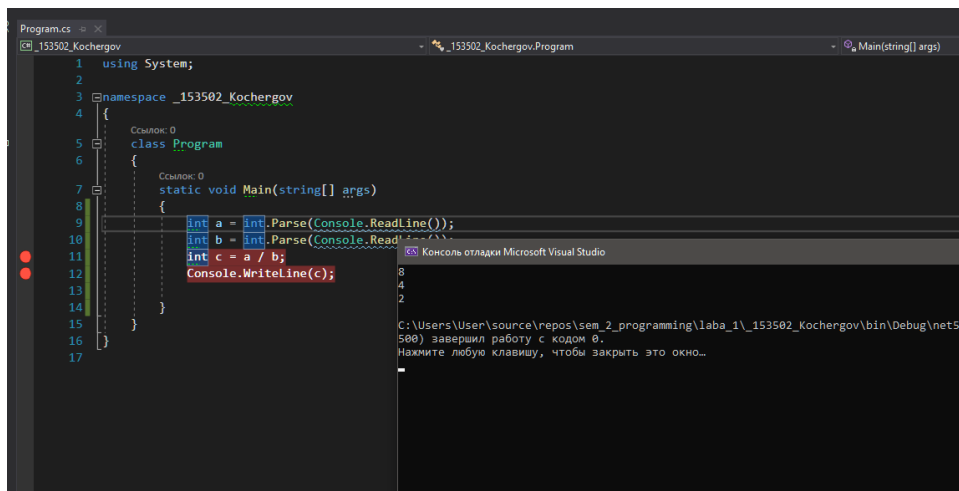 Program.cs
C# _153502_Kochergov
_153502_Kochergov.Program
Main(string[] args)
1 using System;
2
3 namespace _153502_Kochergov
4 {
Ссылок: 0
5 class Program
6 {
Ссылок: 0
7 static void Main(string[] args)
8 {
9 int a = int.Parse(Console.ReadLine());
10 int b = int.Parse(Console.ReadLine());
11 int c = a / b;
12 Console.WriteLine(c);
13
14 }
15 }
16 }
17
Консоль отладки Microsoft Visual Studio
8
4
2
C:\Users\User\source\repos\sem_2_programming\laba_1\_153502_Kochergov\bin\Debug\net5
500) завершил работу с кодом 0.
Нажмите любую клавишу, чтобы закрыть это окно…